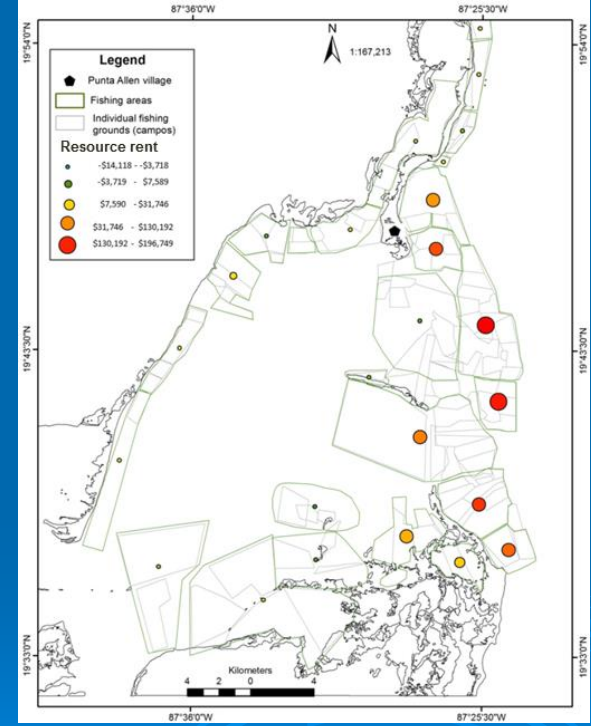 87°36'0"W
87°25'30"W
19°54'0"N
19°54'0"N
N
1:167,213
Legend
Punta Allen village
Fishing areas
Individual fishing
grounds (campos)
Resource rent
-$14,118 - -$3,718
-$3,719 - $7,589
$7,590 -$31,746
$31,746 - $130,192
$130,192 - $196,749
19°43'30"N
19°43'30"N
19°33'0"N
19°33'0"N
Kilometers
4 2 0 4
87°36'0"W
87°25'30"W